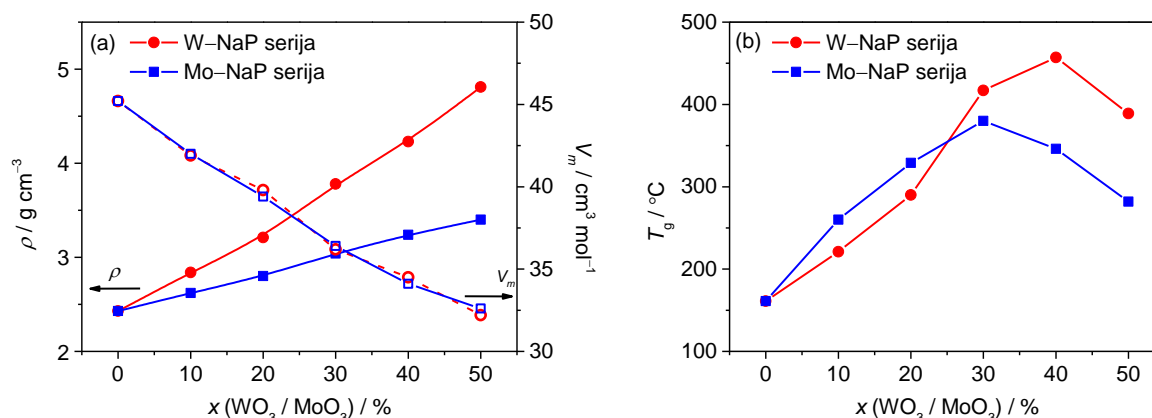 (a)
W–NaP serija
Mo–NaP serija
ρ / g cm⁻³
5
4
3
2
50
45
40
35
30
Vₘ / cm³ mol⁻¹
ρ
Vₘ
0 10 20 30 40 50
x (WO₃ / MoO₃) / %
(b)
W–NaP serija
Mo–NaP serija
T_g / °C
500
400
300
200
100
0 10 20 30 40 50
x (WO₃ / MoO₃) / %